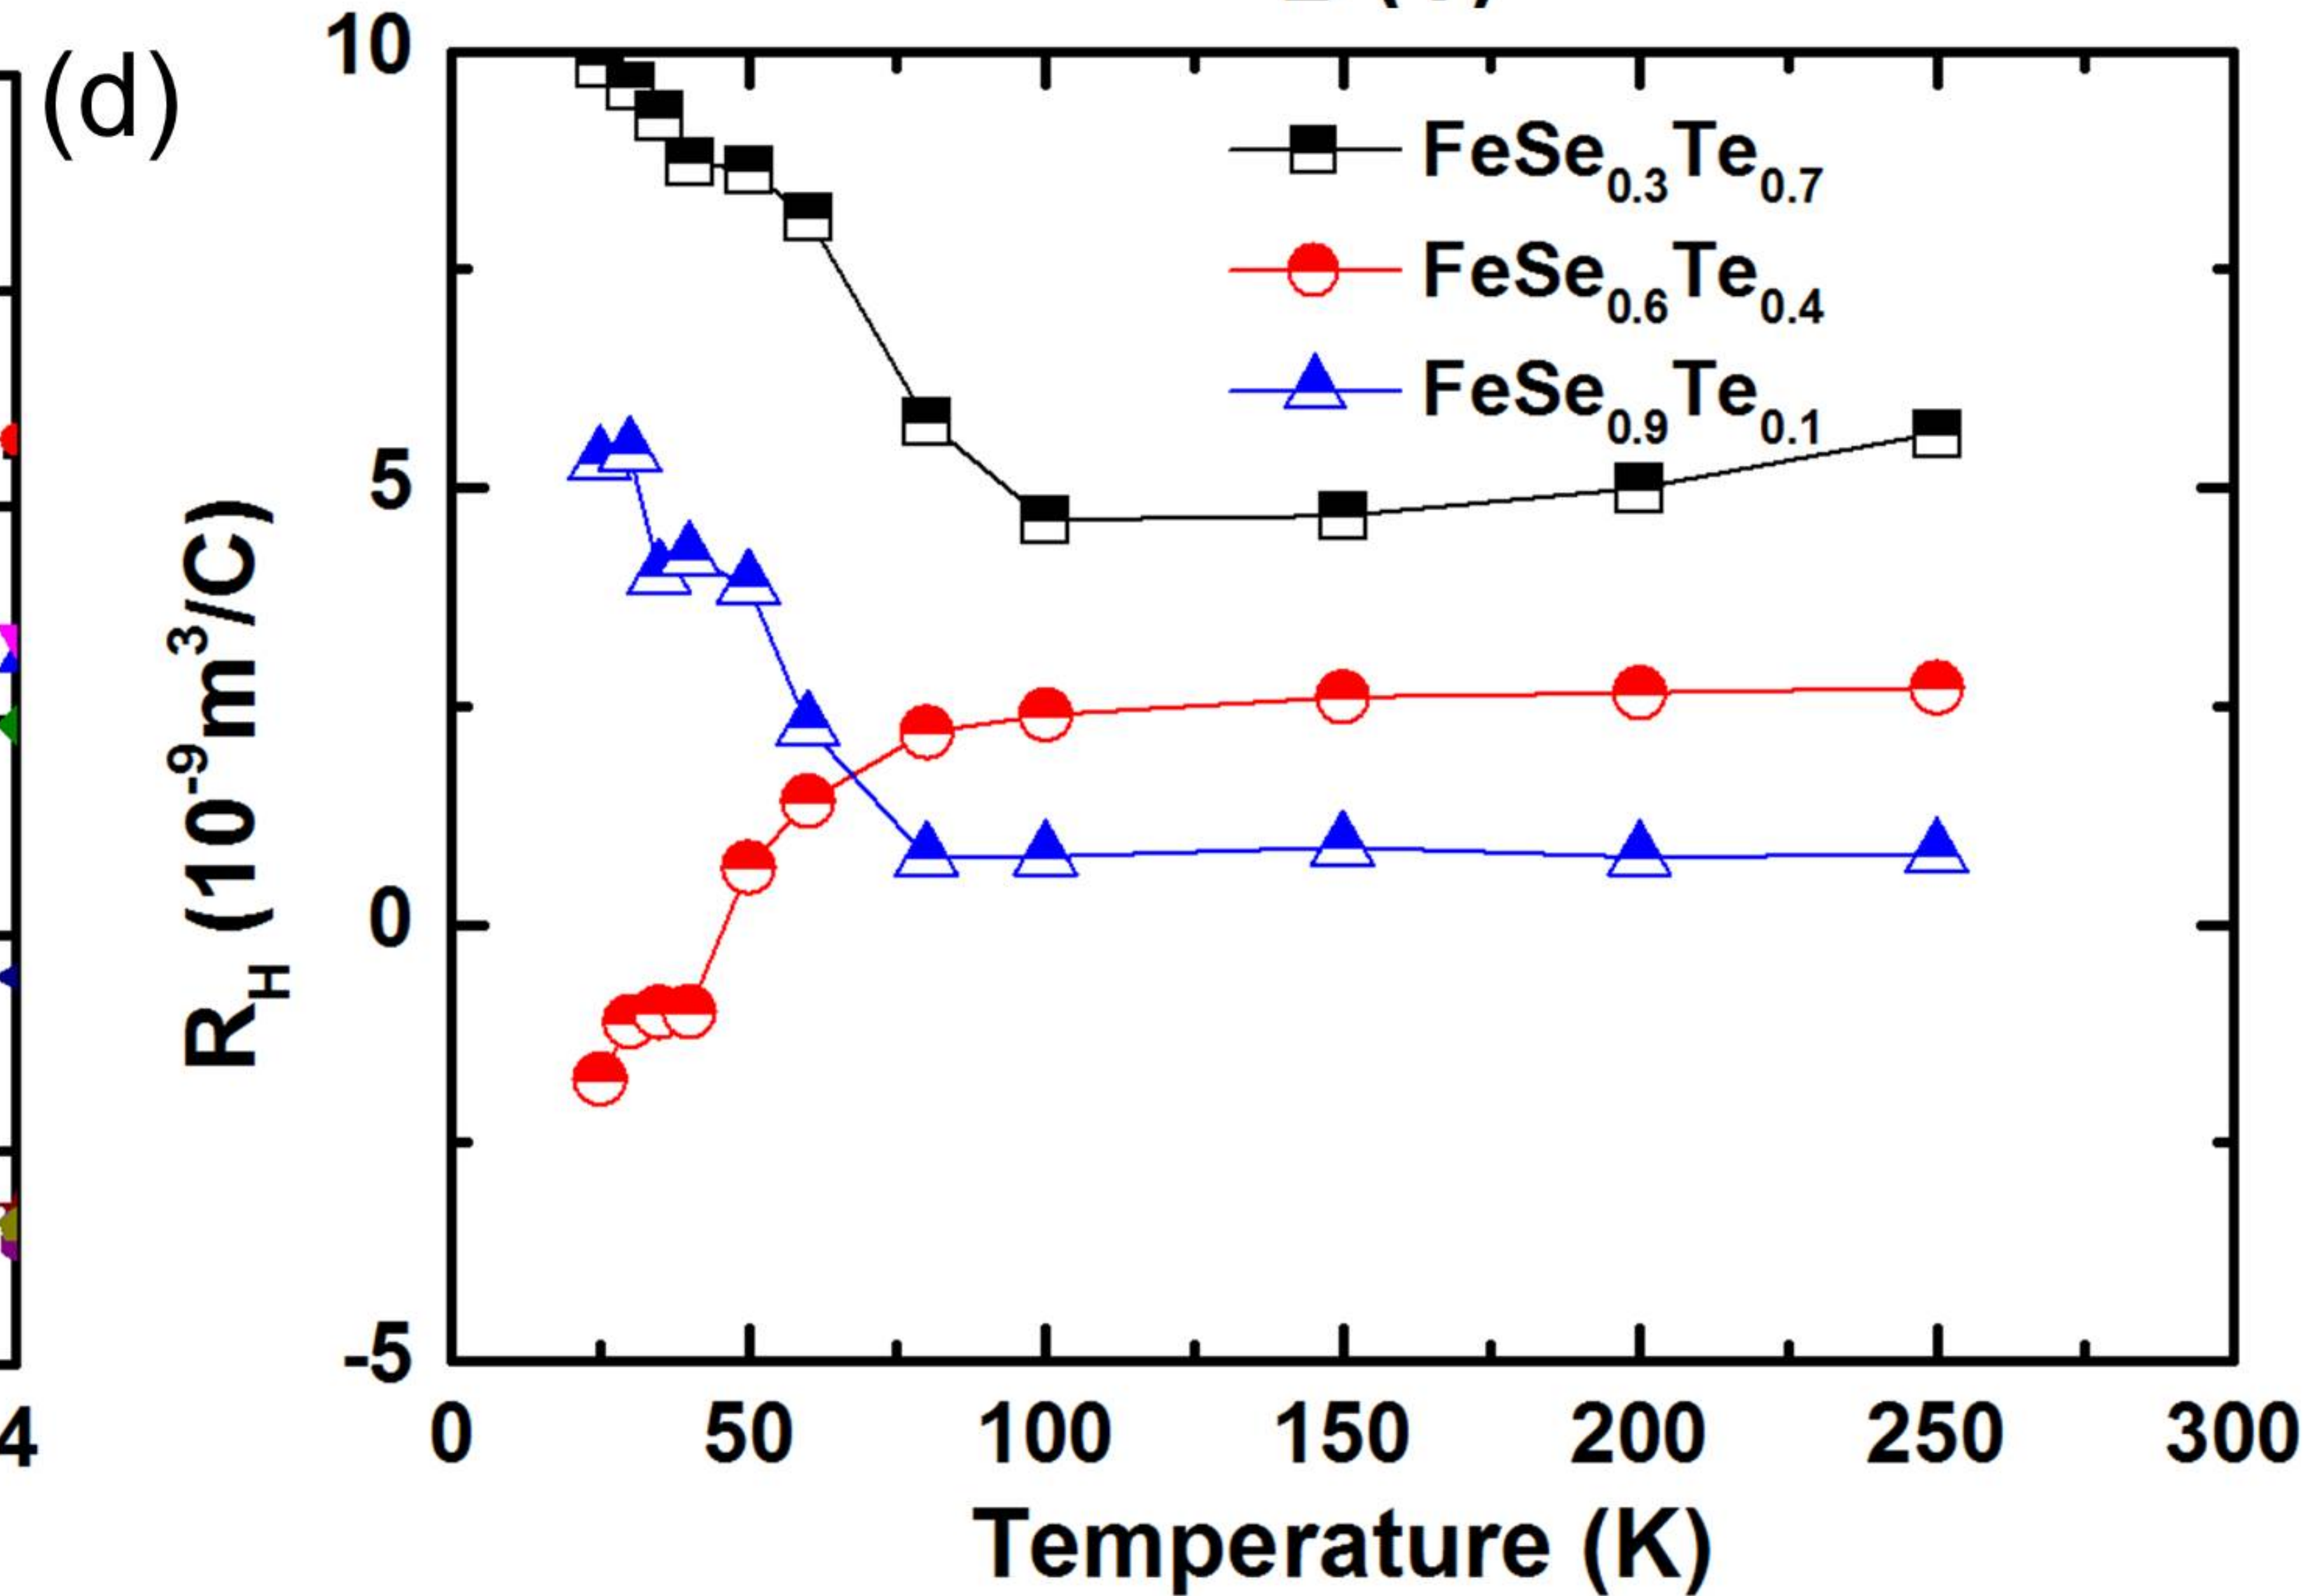 (d)
10
5
0
-5
R_H (10^-9 m^3/C)
FeSe0.3Te0.7
FeSe0.6Te0.4
FeSe0.9Te0.1
4
0 50 100 150 200 250 300
Temperature (K)